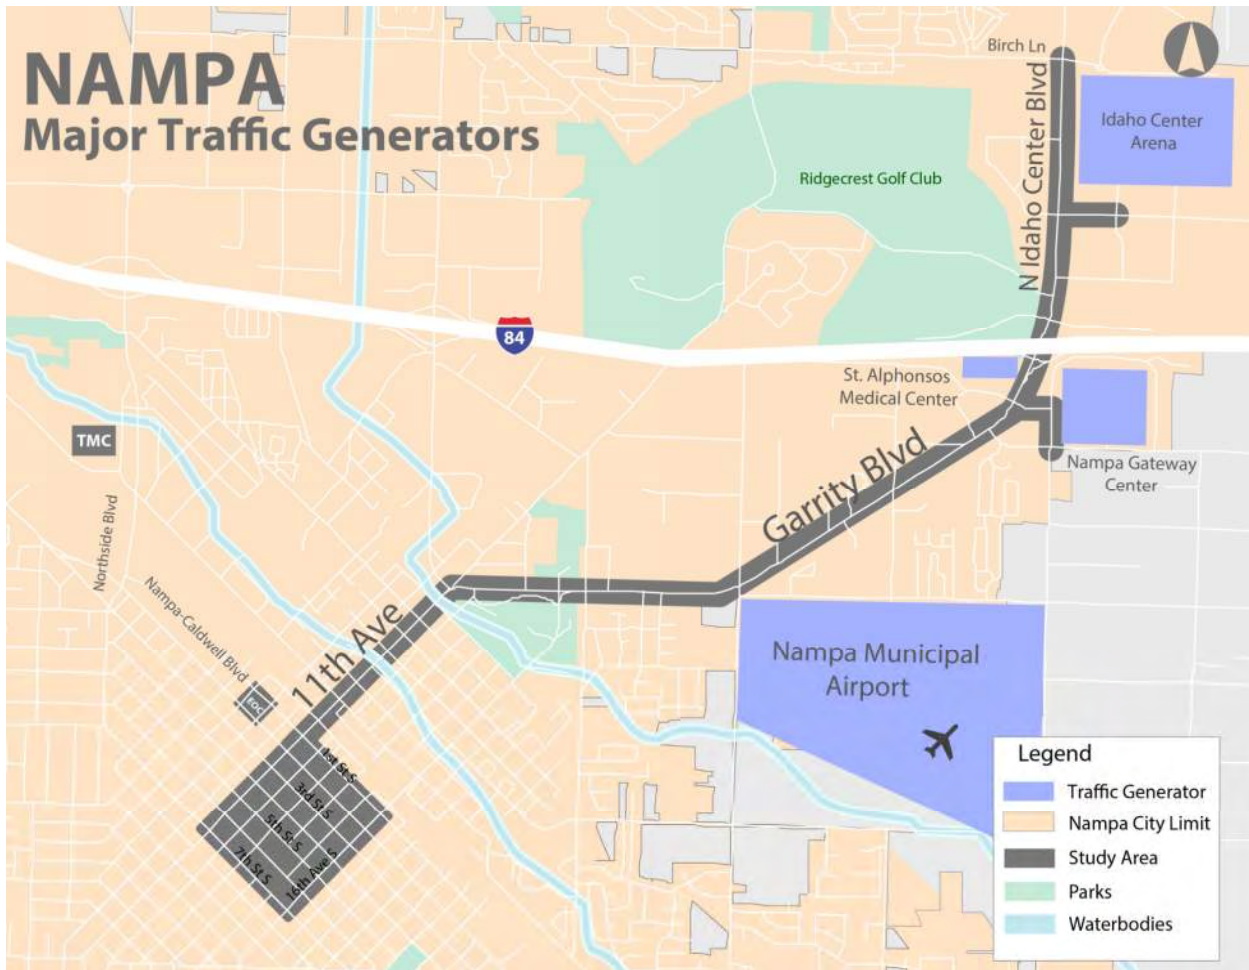 NAMPA
Major Traffic Generators
Birch Ln
N Idaho Center Blvd
Idaho Center
Arena
Ridgecrest Golf Club
84
St. Alphonsos
Medical Center
TMC
Garrity Blvd
Nampa Gateway
Center
Northside Blvd
Nampa-Caldwell Blvd
11th Ave
EOC
Nampa Municipal
Airport
1st St S
3rd St S
5th St S
7th St S
16th Ave S
Legend
Traffic Generator
Nampa City Limit
Study Area
Parks
Waterbodies